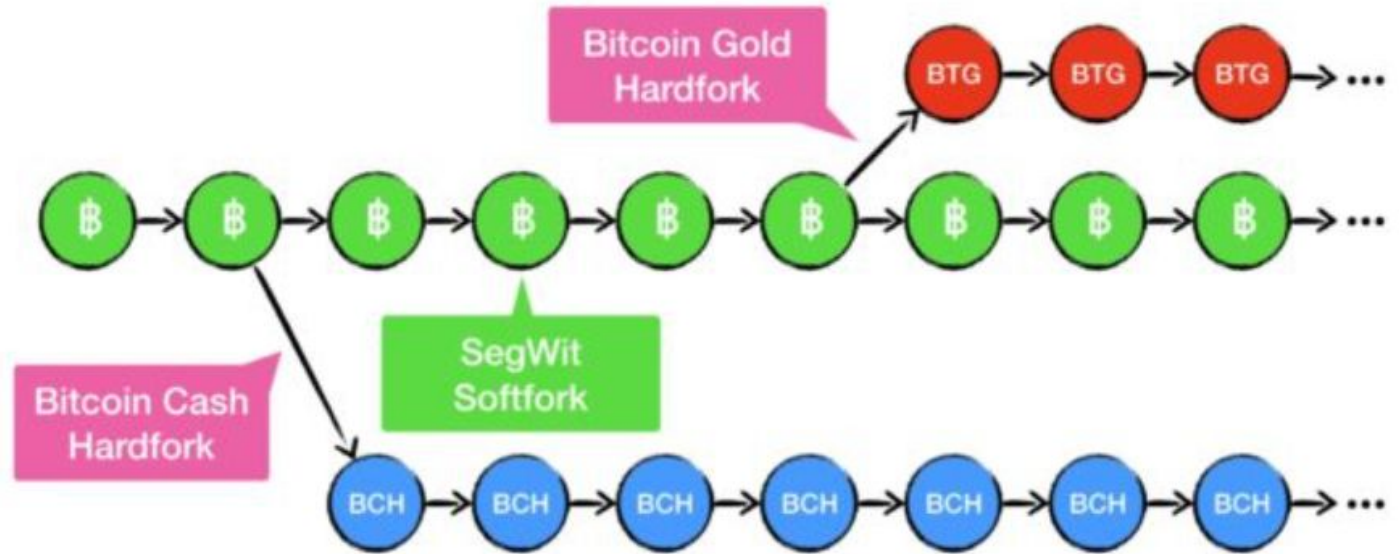 Bitcoin Gold
Hardfork
BTG BTG BTG ...
฿ ฿ ฿ ฿ ฿ ฿ ฿ ฿ ฿ ...
SegWit
Softfork
Bitcoin Cash
Hardfork
BCH BCH BCH BCH BCH BCH BCH ...